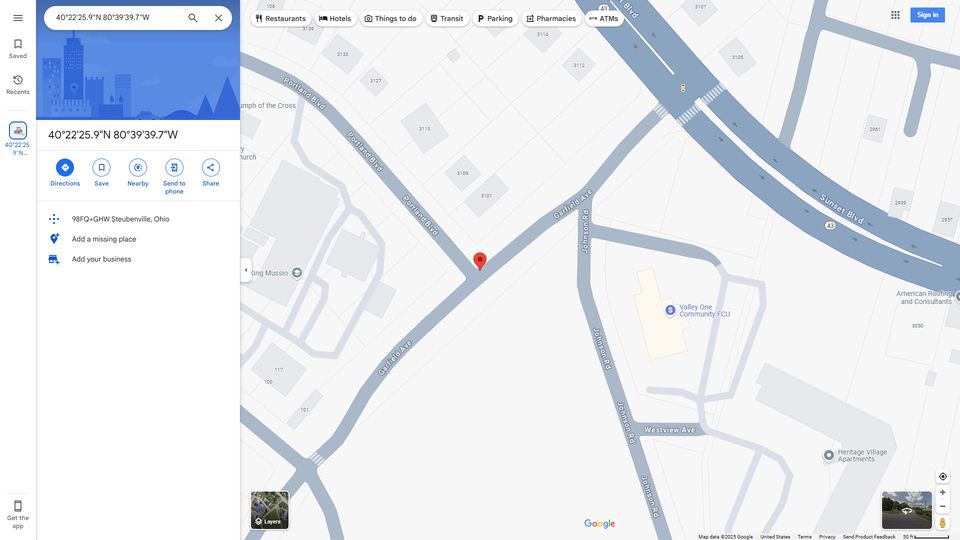 40°22'25.9"N 80°39'39.7"W
Restaurants
Hotels
Things to do
Transit
Parking
Pharmacies
ATMs
Sign in
Saved
Recents
40°22'25.
9"N...
40°22'25.9"N 80°39'39.7"W
Directions
Save
Nearby
Send to
phone
Share
98FQ+GHW Steubenville, Ohio
Add a missing place
Add your business
Get the
app
43
Blvd
3139
3133
3127
3114
3112
3105
3113
3109
3101
2961
2939
2957
3050
117
100
101
umph of the Cross
ry
hurch
Portland Blvd
Portland Blvd
Portland Blvd
Garfield Ave
Garfield Ave
Johnson Rd
Johnson Rd
Johnson Rd
Johnson Rd
Sunset Blvd
43
King Mussio
Valley One
Community FCU
American Roofing
and Consultants
Westview Ave
Heritage Village
Apartments
Layers
Google
Map data ©2025 Google
United States
Terms
Privacy
Send Product Feedback
50 ft